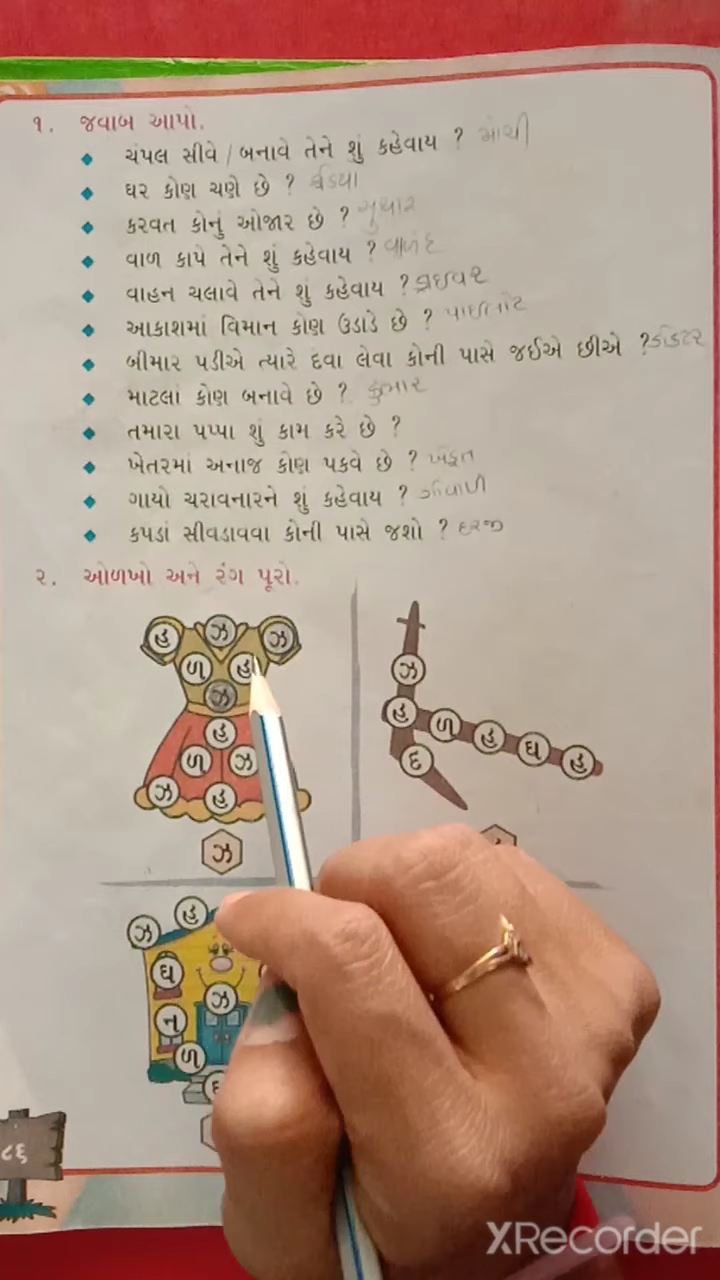 ૧. જવાબ આપો.
ચંપલ સીવે / બનાવે તેને શું કહેવાય ? મોચી
ઘર કોણ ચણે છે ? કડિયા
કરવત કોનું ઓજાર છે ? સુથાર
વાળ કાપે તેને શું કહેવાય ? વાળંદ
વાહન ચલાવે તેને શું કહેવાય ? ડ્રાઇવર
આકાશમાં વિમાન કોણ ઉડાડે છે ? પાઇલોટ
બીમાર પડીએ ત્યારે દવા લેવા કોની પાસે જઈએ છીએ ? ડૉકટર
માટલાં કોણ બનાવે છે ? કુંભાર
તમારા પપ્પા શું કામ કરે છે ?
ખેતરમાં અનાજ કોણ પકવે છે ? ખેડૂત
ગાયો ચરાવનારને શું કહેવાય ? ગોવાળ
કપડાં સીવડાવવા કોની પાસે જશો ? દરજી
૨. ઓળખો અને રંગ પૂરો.
હ ઝ ઝ
ળ હ
ઝ
હ
ળ ઝ
ઝ હ
ઝ
ઝ
હ ળ હ ઘ હ
દ
ઝ હ
ઘ
ઝ
ન
ળ
૮૬
XRecorder